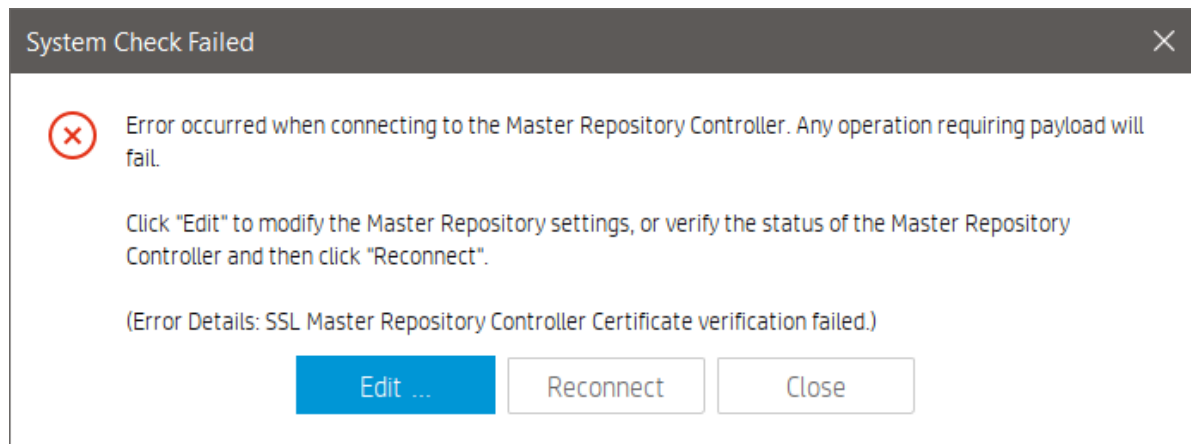 System Check Failed
Error occurred when connecting to the Master Repository Controller. Any operation requiring payload will
fail.
Click "Edit" to modify the Master Repository settings, or verify the status of the Master Repository
Controller and then click "Reconnect".
(Error Details: SSL Master Repository Controller Certificate verification failed.)
Edit ...
Reconnect
Close